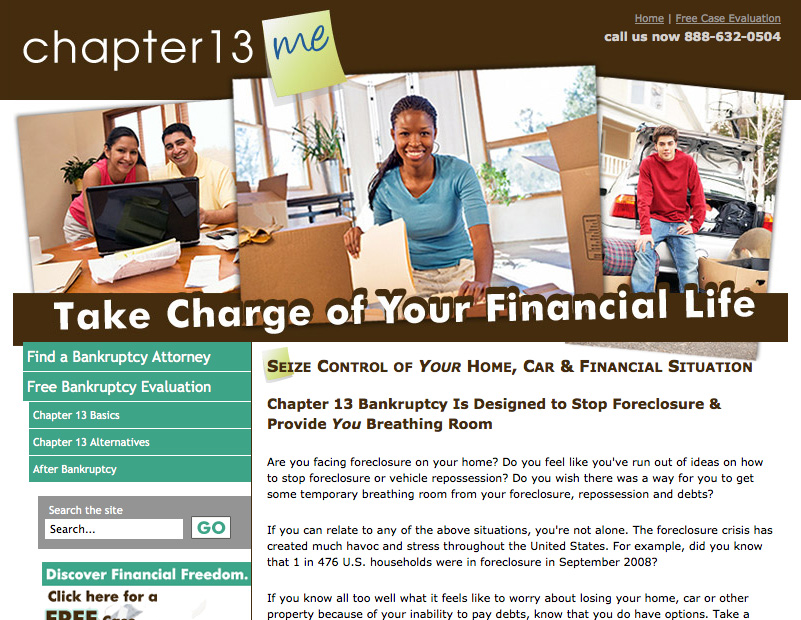 chapter13 me
Home | Free Case Evaluation
call us now 888-632-0504
Take Charge of Your Financial Life
Find a Bankruptcy Attorney
Free Bankruptcy Evaluation
Chapter 13 Basics
Chapter 13 Alternatives
After Bankruptcy
Search the site
Search...
GO
Discover Financial Freedom.
Click here for a
FREE Case
Seize Control of Your Home, Car & Financial Situation
Chapter 13 Bankruptcy Is Designed to Stop Foreclosure &
Provide You Breathing Room
Are you facing foreclosure on your home? Do you feel like you've run out of ideas on how
to stop foreclosure or vehicle repossession? Do you wish there was a way for you to get
some temporary breathing room from your foreclosure, repossession and debts?
If you can relate to any of the above situations, you're not alone. The foreclosure crisis has
created much havoc and stress throughout the United States. For example, did you know
that 1 in 476 U.S. households were in foreclosure in September 2008?
If you know all too well what it feels like to worry about losing your home, car or other
property because of your inability to pay debts, know that you do have options. Take a